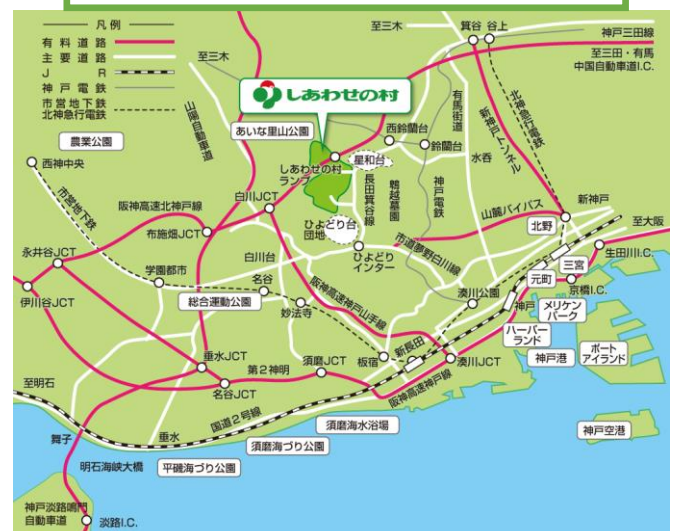 凡例
有料道路
主要道路
J R
神戸電鉄
市営地下鉄
北神急行電鉄
至三木
箕谷
谷上
神戸三田線
至三田・有馬
中国自動車道I.C.
至三木
しあわせの村
山陽自動車道
有馬街道
新神戸トンネル
北神急行電鉄
農業公園
あいな里山公園
西鈴蘭台
鈴蘭台
西神中央
しあわせの村
ランプ
星和台
水呑
市営地下鉄
阪神高速北神戸線
白川JCT
長田箕谷線
鵯越墓園
神戸電鉄
新神戸
山麓バイパス
北野
至大阪
布施畑JCT
ひよどり台
団地
市道夢野白川線
永井谷JCT
白川台
ひよどり
インター
生田川I.C.
三宮
元町
学園都市
名谷
阪神高速神戸山手線
湊川公園
京橋I.C.
伊川谷JCT
総合運動公園
妙法寺
神戸
メリケン
パーク
ハーバー
ランド
新長田
神戸港
ポート
アイランド
垂水JCT
須磨JCT
板宿
湊川JCT
至明石
第2神明
名谷JCT
阪神高速神戸線
国道2号線
須磨海水浴場
神戸空港
舞子
垂水
須磨海づり公園
明石海峡大橋
平磯海づり公園
神戸淡路鳴門
自動車道
淡路I.C.